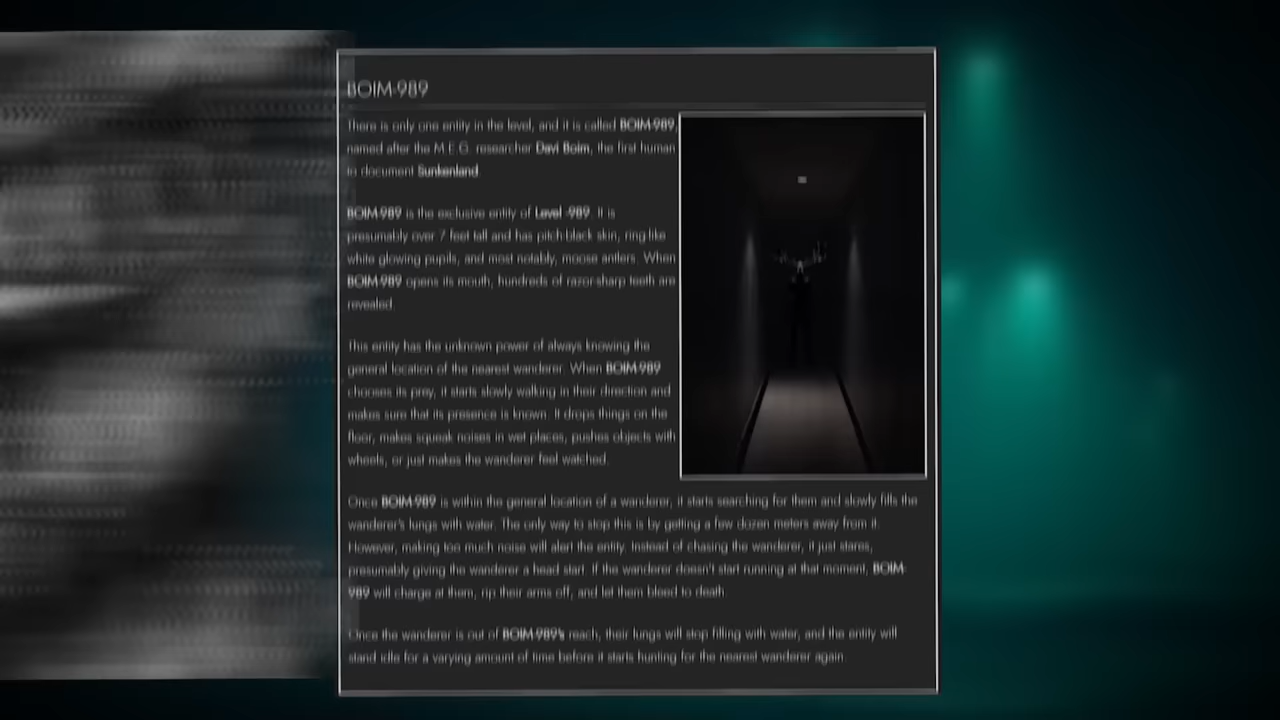 BOIM-989
There is only one entity in the level, and it is called BOIM-989,
named after the M.E.G. researcher Davi Boim, the first human
to document Sunkenland.
BOIM-989 is the exclusive entity of Level -989. It is
presumably over 7 feet tall and has pitch-black skin, ring-like
white glowing pupils, and most notably, moose antlers. When
BOIM-989 opens its mouth, hundreds of razor-sharp teeth are
revealed.
This entity has the unknown power of always knowing the
general location of the nearest wanderer. When BOIM-989
chooses its prey, it starts slowly walking in their direction and
makes sure that its presence is known. It drops things on the
floor, makes squeak noises in wet places, pushes objects with
wheels, or just makes the wanderer feel watched.
Once BOIM-989 is within the general location of a wanderer, it starts searching for them and slowly fills the
wanderer's lungs with water. The only way to stop this is by getting a few dozen meters away from it.
However, making too much noise will alert the entity. Instead of chasing the wanderer, it just stares,
presumably giving the wanderer a head start. If the wanderer doesn't start running at that moment, BOIM-
989 will charge at them, rip their arms off, and let them bleed to death.
Once the wanderer is out of BOIM-989's reach, their lungs will stop filling with water, and the entity will
stand idle for a varying amount of time before it starts hunting for the nearest wanderer again.